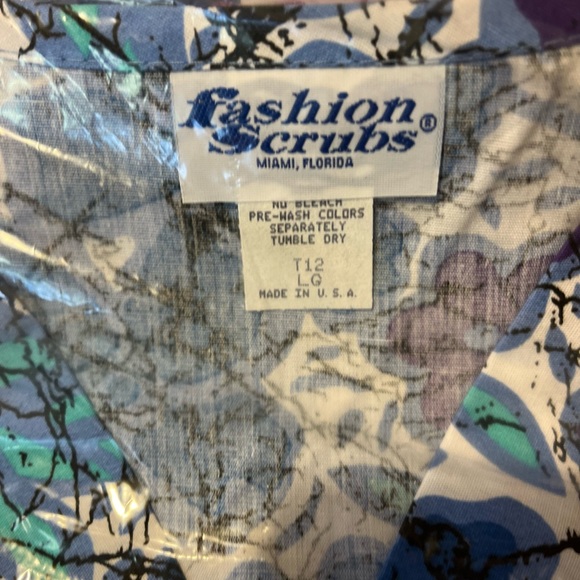 fashion
Scrubs®
MIAMI, FLORIDA
NO BLEACH
PRE-WASH COLORS
SEPARATELY
TUMBLE DRY
T12
LG
MADE IN U.S.A.